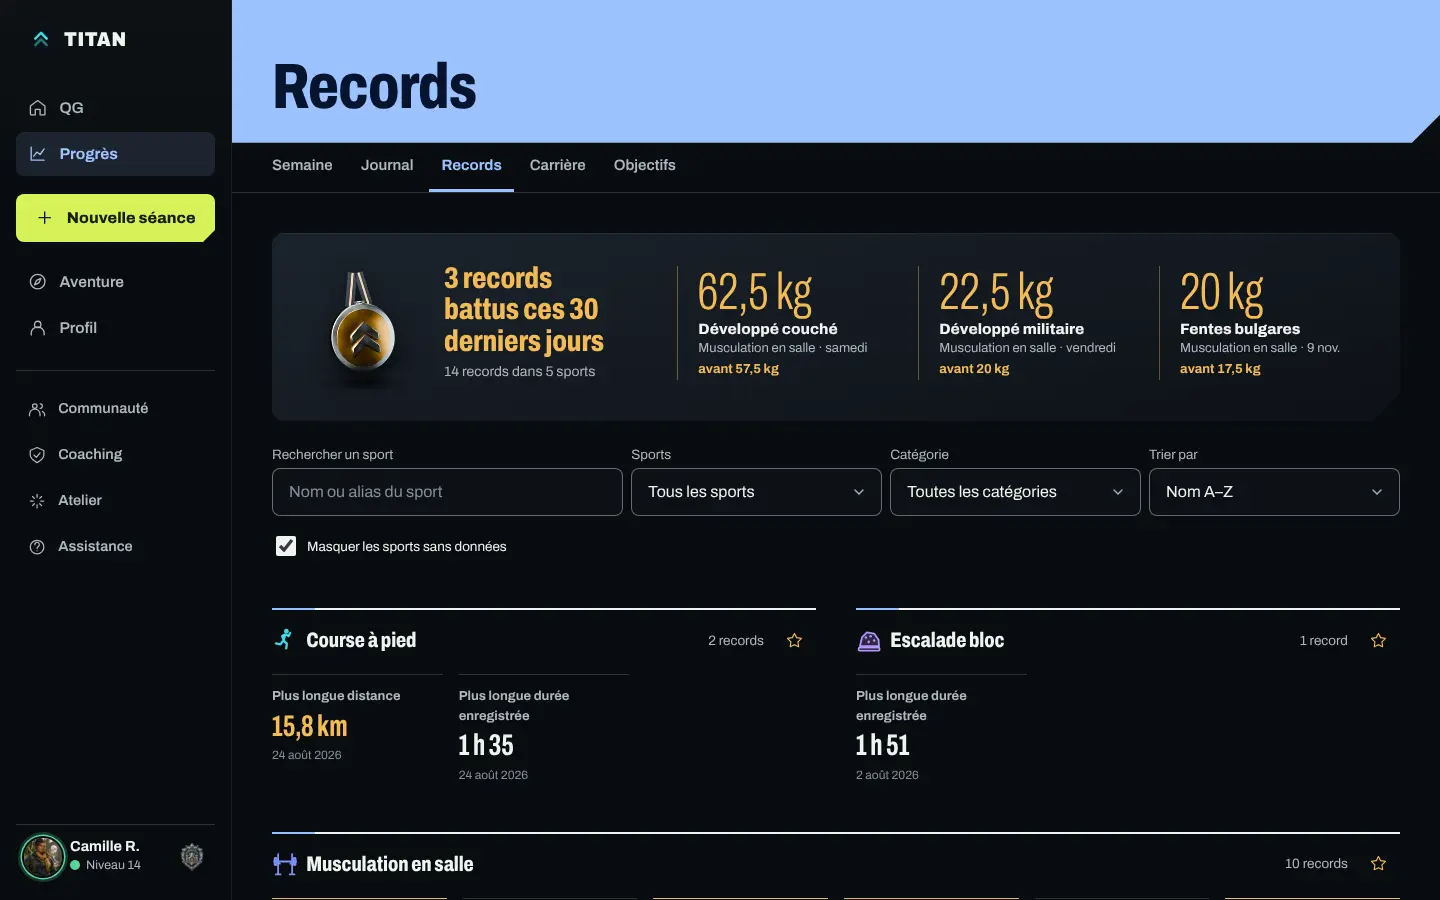 TITAN
QG
Progrès
Nouvelle séance
Aventure
Profil
Communauté
Coaching
Atelier
Assistance
Camille R.
Niveau 14
Records
Semaine
Journal
Records
Carrière
Objectifs
3 records
battus ces 30
derniers jours
14 records dans 5 sports
62,5 kg
Développé couché
Musculation en salle · samedi
avant 57,5 kg
22,5 kg
Développé militaire
Musculation en salle · vendredi
avant 20 kg
20 kg
Fentes bulgares
Musculation en salle · 9 nov.
avant 17,5 kg
Rechercher un sport
Nom ou alias du sport
Sports
Tous les sports
Catégorie
Toutes les catégories
Trier par
Nom A–Z
Masquer les sports sans données
Course à pied
2 records
Plus longue distance
15,8 km
24 août 2026
Plus longue durée
enregistrée
1 h 35
24 août 2026
Escalade bloc
1 record
Plus longue durée
enregistrée
1 h 51
2 août 2026
Musculation en salle
10 records